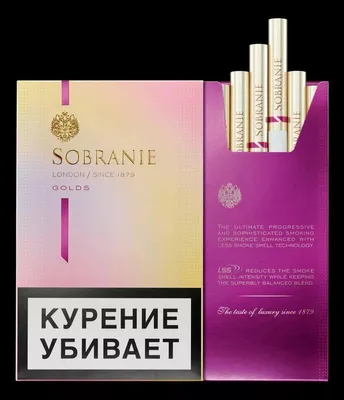 SOBRANIE
LONDON / SINCE 1879
GOLDS
КУРЕНИЕ
УБИВАЕТ
THE ULTIMATE PROGRESSIVE
AND SOPHISTICATED SMOKING
EXPERIENCE ENHANCED WITH
LESS SMOKE SMELL TECHNOLOGY.
LSS REDUCES THE SMOKE
SMELL INTENSITY WHILE KEEPING
THE SUPERBLY BALANCED BLEND.
The taste of luxury since 1879